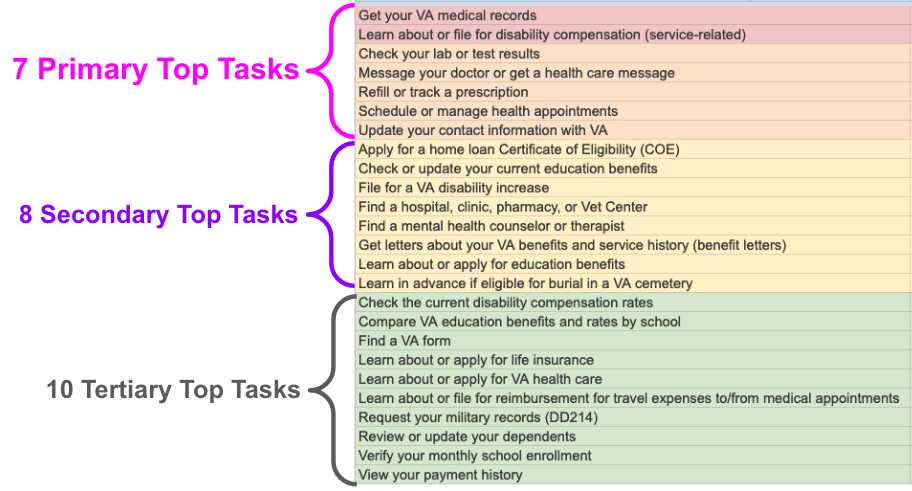 7 Primary Top Tasks
Get your VA medical records
Learn about or file for disability compensation (service-related)
Check your lab or test results
Message your doctor or get a health care message
Refill or track a prescription
Schedule or manage health appointments
Update your contact information with VA
8 Secondary Top Tasks
Apply for a home loan Certificate of Eligibility (COE)
Check or update your current education benefits
File for a VA disability increase
Find a hospital, clinic, pharmacy, or Vet Center
Find a mental health counselor or therapist
Get letters about your VA benefits and service history (benefit letters)
Learn about or apply for education benefits
Learn in advance if eligible for burial in a VA cemetery
10 Tertiary Top Tasks
Check the current disability compensation rates
Compare VA education benefits and rates by school
Find a VA form
Learn about or apply for life insurance
Learn about or apply for VA health care
Learn about or file for reimbursement for travel expenses to/from medical appointments
Request your military records (DD214)
Review or update your dependents
Verify your monthly school enrollment
View your payment history